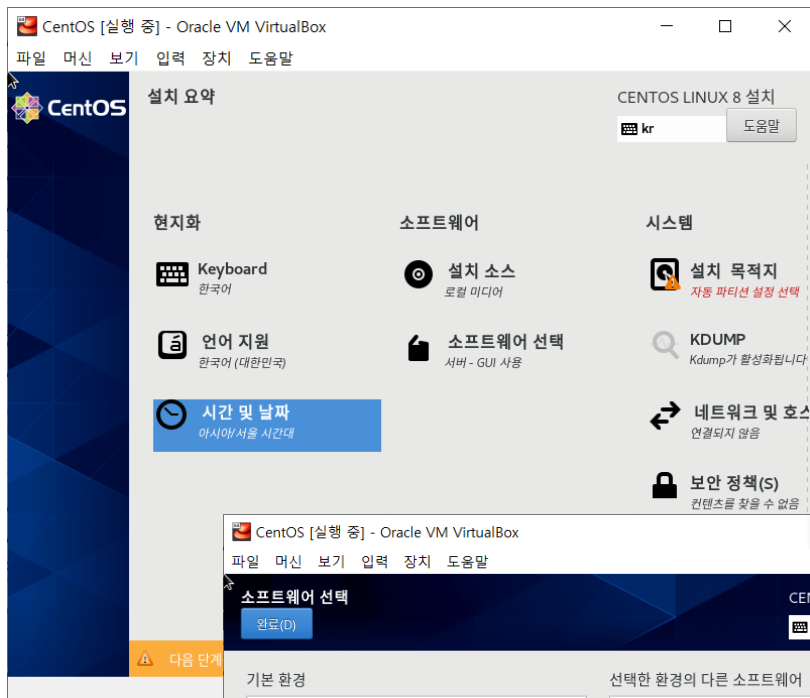 CentOS [실행 중] - Oracle VM VirtualBox
파일 머신 보기 입력 장치 도움말
CentOS
설치 요약
CENTOS LINUX 8 설치
kr
도움말
현지화
Keyboard
한국어
언어 지원
한국어 (대한민국)
시간 및 날짜
아시아/서울 시간대
소프트웨어
설치 소스
로컬 미디어
소프트웨어 선택
서버 - GUI 사용
시스템
설치 목적지
자동 파티션 설정 선택
KDUMP
Kdump가 활성화됩니다
네트워크 및 호스
연결되지 않음
보안 정책(S)
컨텐츠를 찾을 수 없음
다음 단계
CentOS [실행 중] - Oracle VM VirtualBox
파일 머신 보기 입력 장치 도움말
소프트웨어 선택
완료(D)
CEN
기본 환경
선택한 환경의 다른 소프트웨어